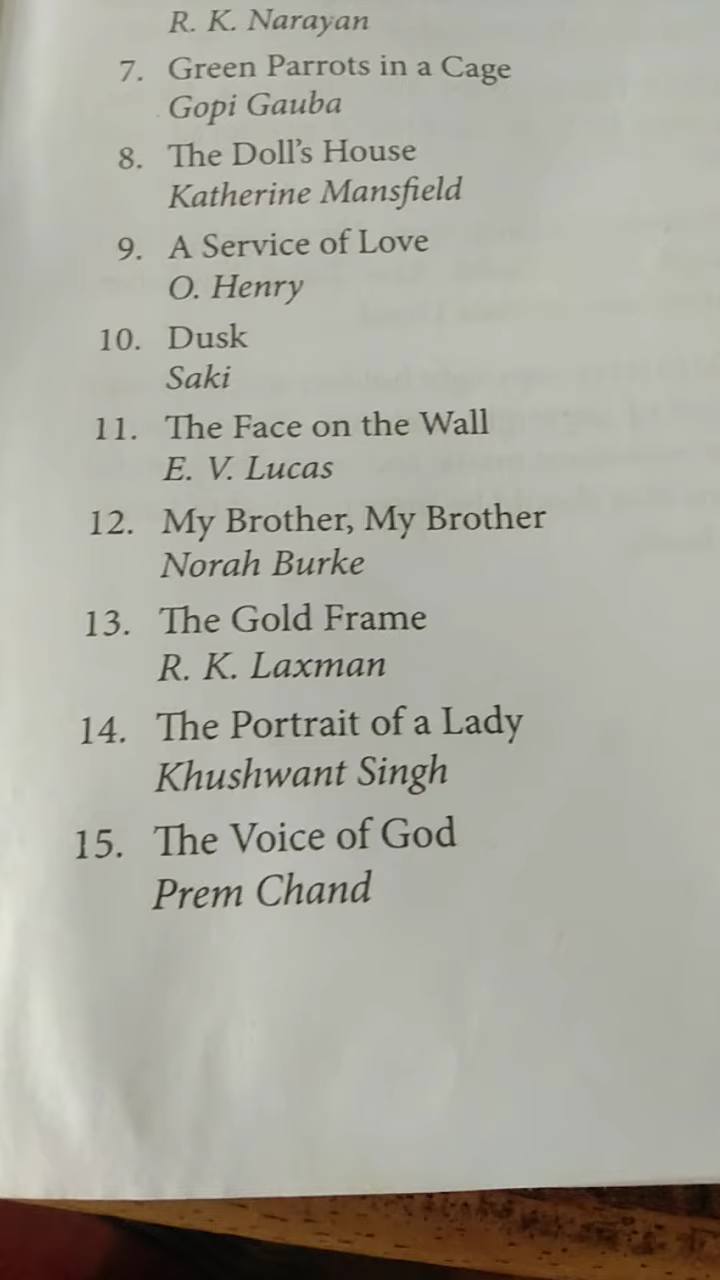 R. K. Narayan
7. Green Parrots in a Cage
Gopi Gauba
8. The Doll's House
Katherine Mansfield
9. A Service of Love
O. Henry
10. Dusk
Saki
11. The Face on the Wall
E. V. Lucas
12. My Brother, My Brother
Norah Burke
13. The Gold Frame
R. K. Laxman
14. The Portrait of a Lady
Khushwant Singh
15. The Voice of God
Prem Chand